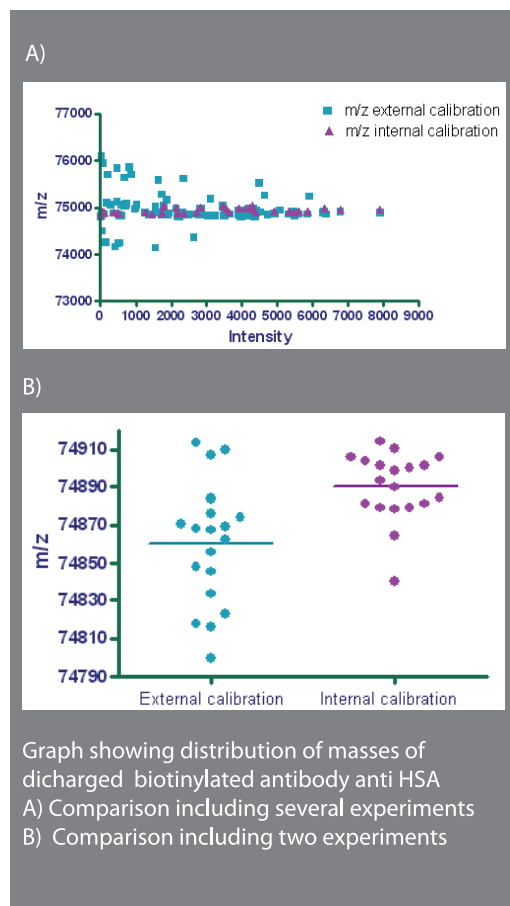 A)
77000
m/z external calibration
m/z internal calibration
76000
m/z
75000
74000
73000
0 1000 2000 3000 4000 5000 6000 7000 8000 9000
Intensity
B)
74910
74890
74870
m/z
74850
74830
74810
74790
External calibration Internal calibration
Graph showing distribution of masses of
dicharged biotinylated antibody anti HSA
A) Comparison including several experiments
B) Comparison including two experiments